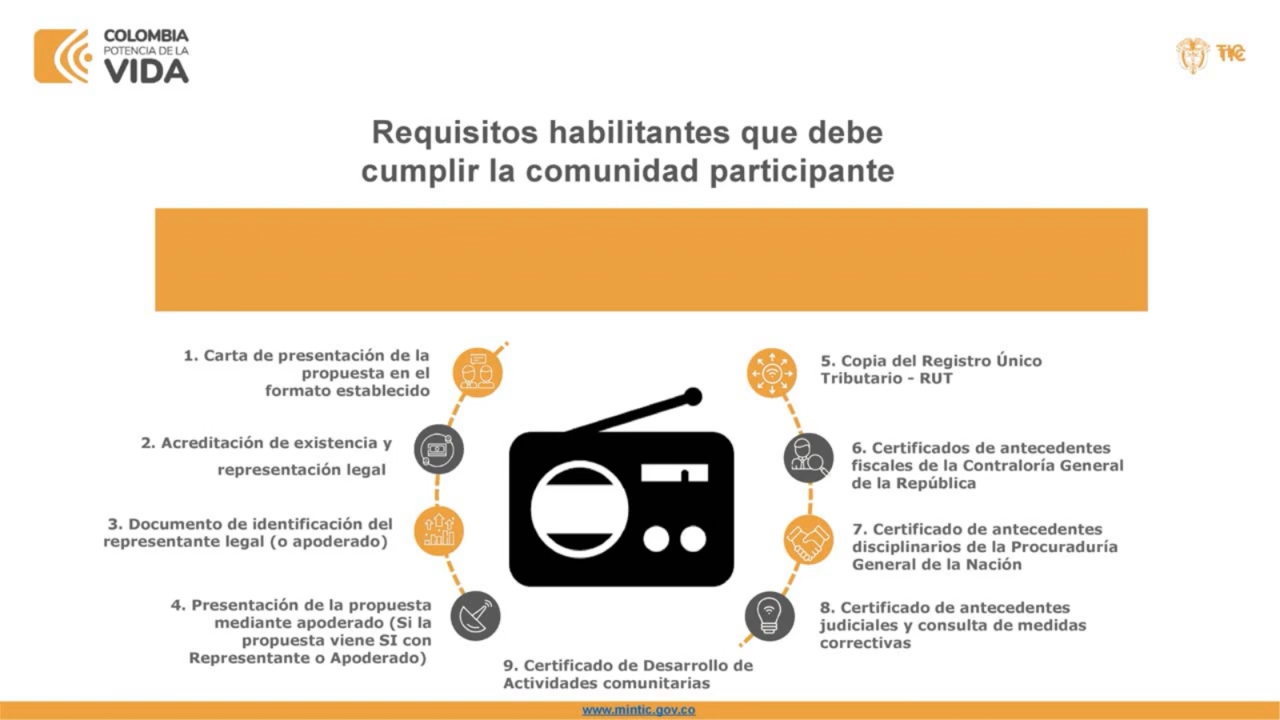 COLOMBIA
POTENCIA DE LA
VIDA
TIC
Requisitos habilitantes que debe
cumplir la comunidad participante
1. Carta de presentación de la
propuesta en el
formato establecido
2. Acreditación de existencia y
representación legal
3. Documento de identificación del
representante legal (o apoderado)
4. Presentación de la propuesta
mediante apoderado (Si la
propuesta viene SI con
Representante o Apoderado)
5. Copia del Registro Único
Tributario - RUT
6. Certificados de antecedentes
fiscales de la Contraloría General
de la República
7. Certificado de antecedentes
disciplinarios de la Procuraduría
General de la Nación
8. Certificado de antecedentes
judiciales y consulta de medidas
correctivas
9. Certificado de Desarrollo de
Actividades comunitarias
www.mintic.gov.co